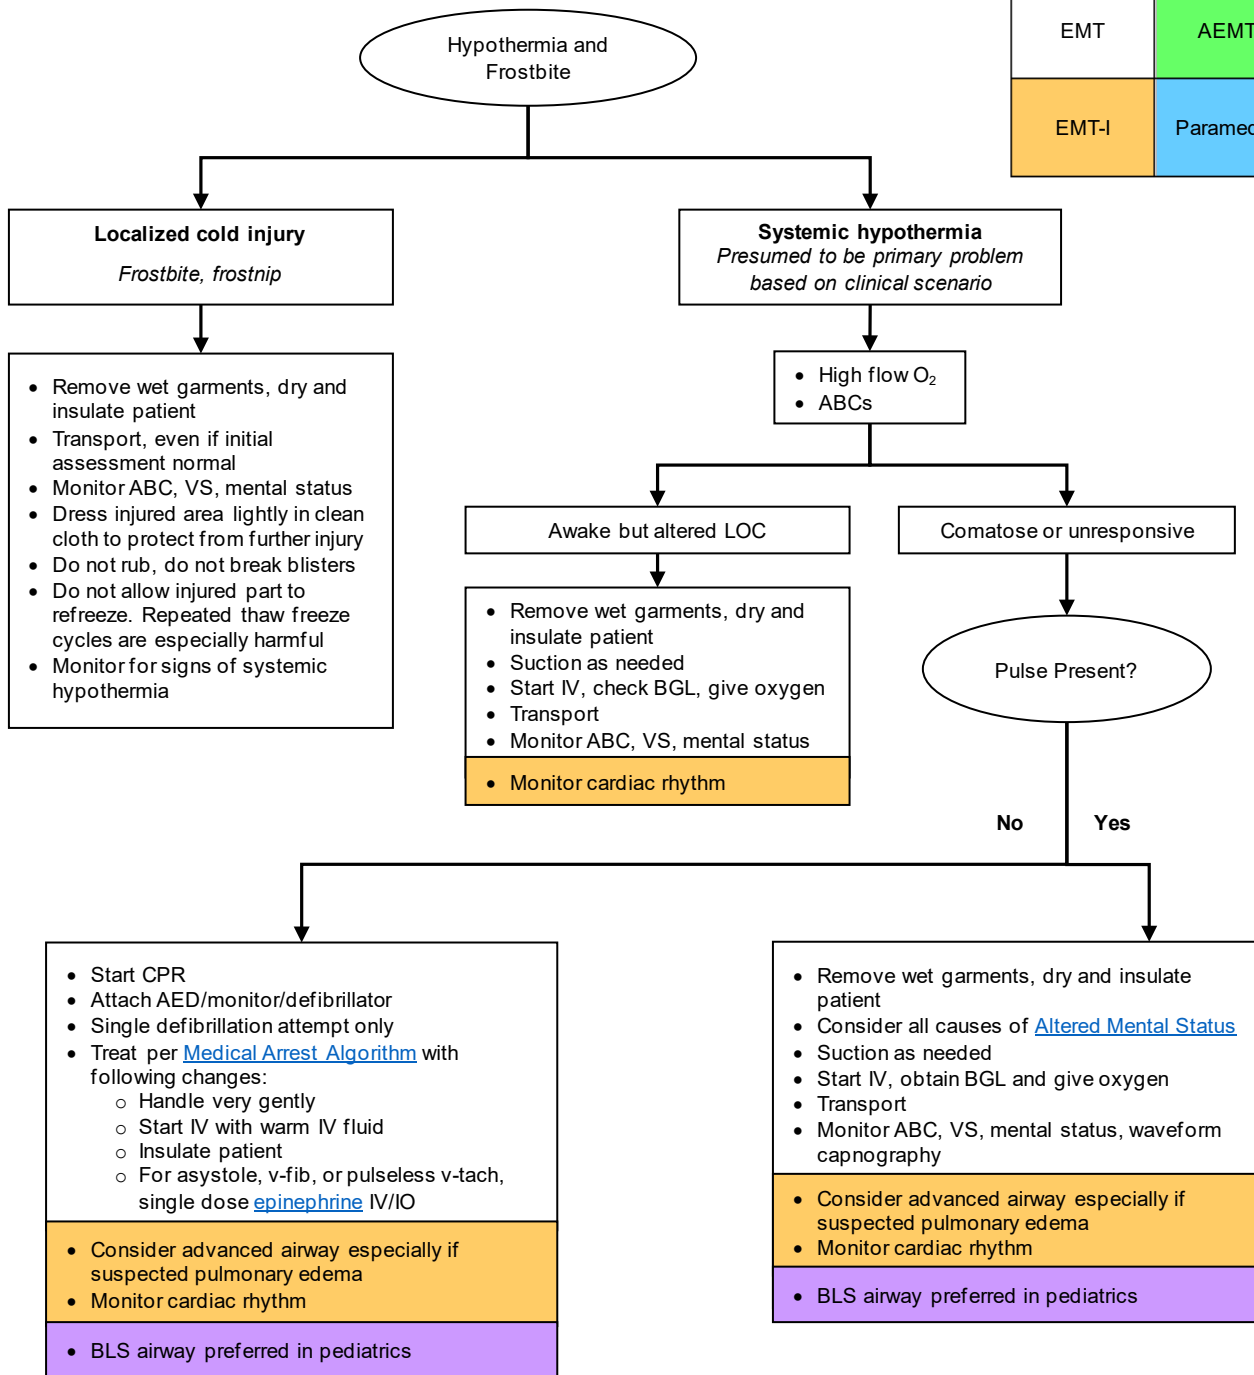 Hypothermia and
Frostbite
EMT
AEMT
EMT-I
Localized cold injury
Frostbite, frostnip
Systemic hypothermia
Presumed to be primary problem
based on clinical scenario
• Remove wet garments, dry and
insulate patient
• Transport, even if initial
assessment normal
• Monitor ABC, VS, mental status
• Dress injured area lightly in clean
cloth to protect from further injury
• Do not rub, do not break blisters
• Do not allow injured part to
refreeze. Repeated thaw freeze
cycles are especially harmful
• Monitor for signs of systemic
hypothermia
• High flow O₂
• ABCs
Awake but altered LOC
Comatose or unresponsive
• Remove wet garments, dry and
insulate patient
• Suction as needed
• Start IV, check BGL, give oxygen
• Transport
• Monitor ABC, VS, mental status
• Monitor cardiac rhythm
Pulse Present?
No
Yes
• Start CPR
• Attach AED/monitor/defibrillator
• Single defibrillation attempt only
• Treat per Medical Arrest Algorithm with
following changes:
o Handle very gently
o Start IV with warm IV fluid
o Insulate patient
o For asystole, v-fib, or pulseless v-tach,
single dose epinephrine IV/IO
• Consider advanced airway especially if
suspected pulmonary edema
• Monitor cardiac rhythm
• BLS airway preferred in pediatrics
• Remove wet garments, dry and insulate
patient
• Consider all causes of Altered Mental Status
• Suction as needed
• Start IV, obtain BGL and give oxygen
• Transport
• Monitor ABC, VS, mental status, waveform
capnography
• Consider advanced airway especially if
suspected pulmonary edema
• Monitor cardiac rhythm
• BLS airway preferred in pediatrics